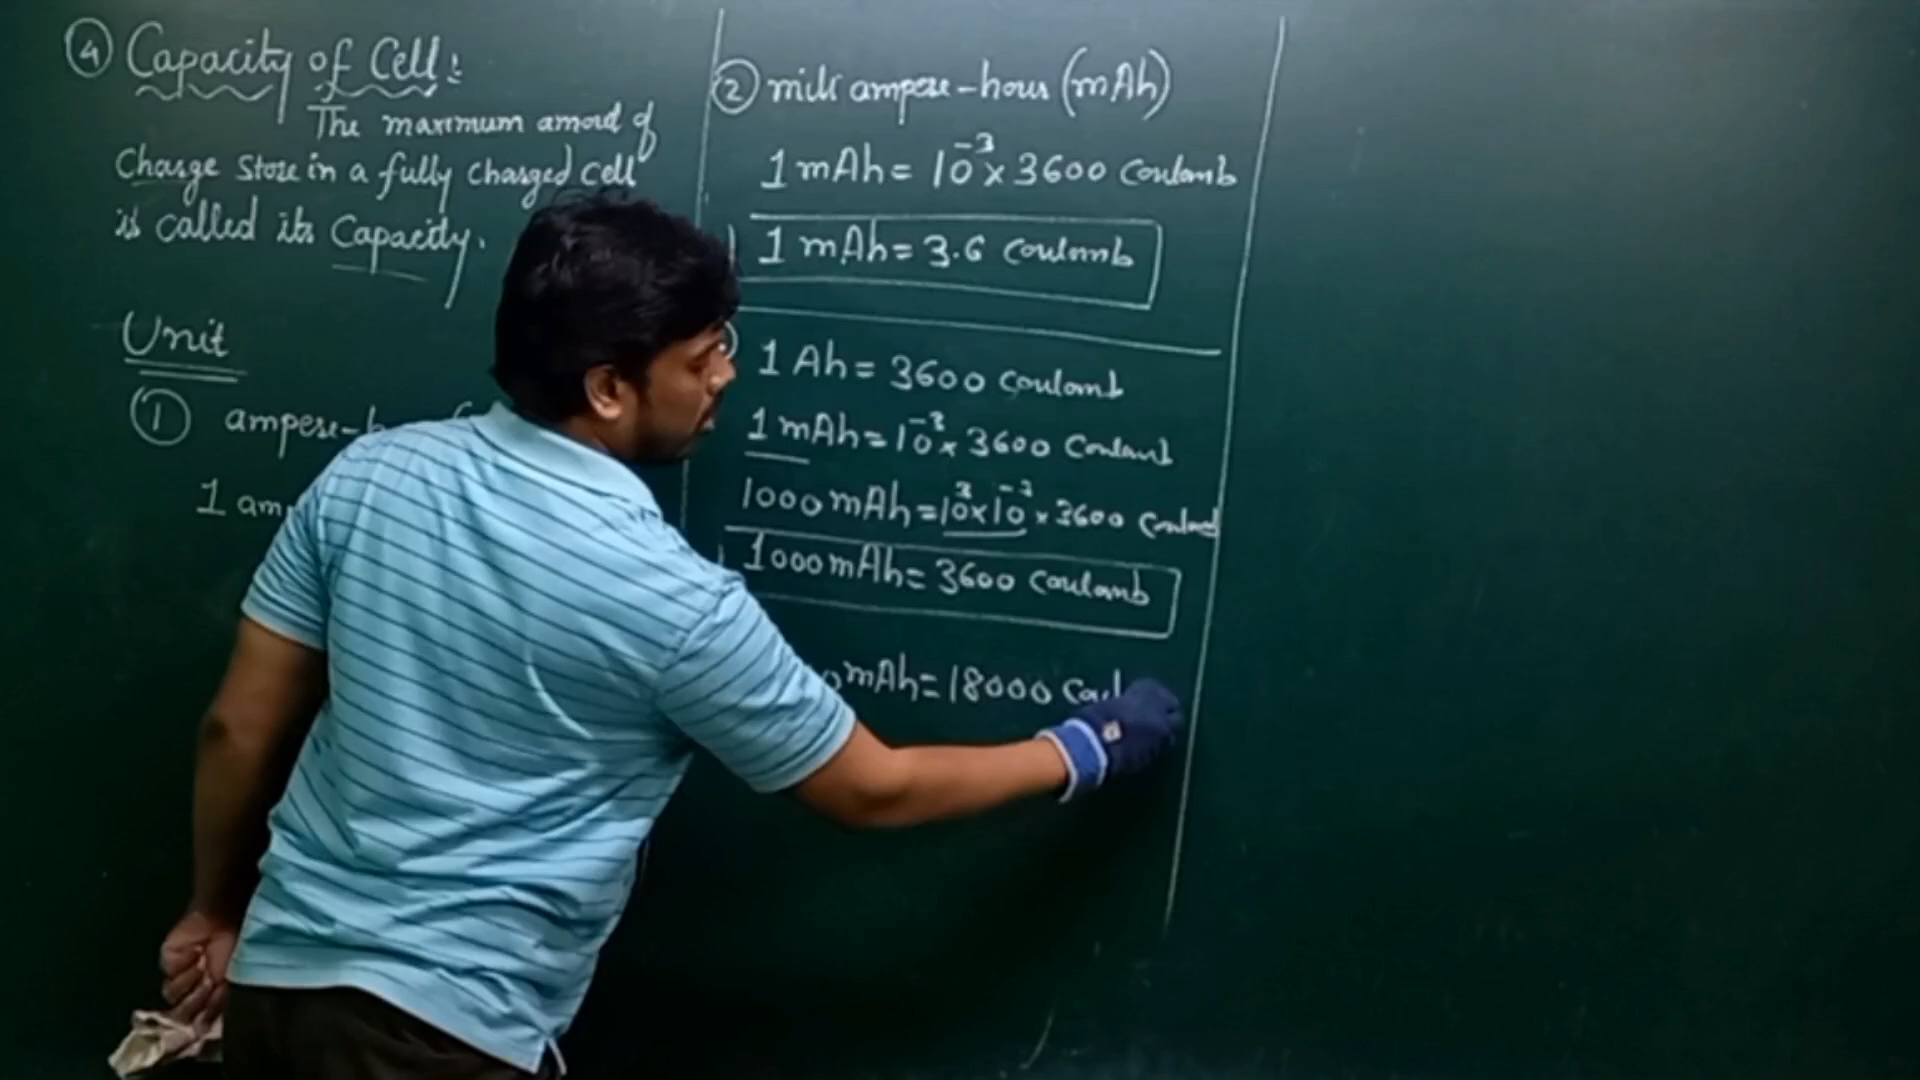 ④ Capacity of Cell:
The maximum amoud of
Charge Store in a fully charged cell
is called its Capacity.
Unit
① ampere-h
1 am
② mili ampere-hour (mAh)
1 mAh = 10⁻³ × 3600 Coulomb
1 mAh = 3.6 Coulomb
1 Ah = 3600 Coulomb
1 mAh = 10⁻³ × 3600 Coulomb
1000 mAh = 10³ × 10⁻³ × 3600 Coulomb
1000 mAh = 3600 Coulomb
0 mAh = 18000 Coul